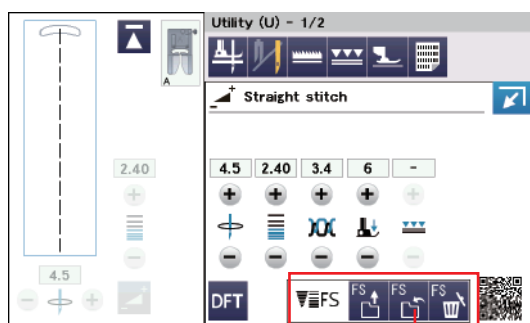 Utility (U) - 1/2
A
Straight stitch
2.40
4.5 2.40 3.4 6 -
4.5
DFT FS FS FS FS